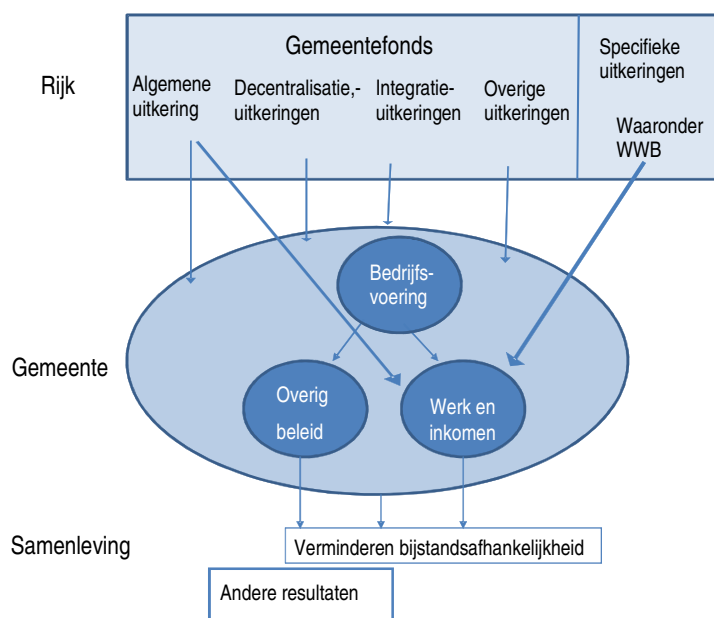 Gemeentefonds
Specifieke
uitkeringen
Rijk
Algemene
uitkering
Decentralisatie,-
uitkeringen
Integratie-
uitkeringen
Overige
uitkeringen
Waaronder
WWB
Bedrijfs-
voering
Gemeente
Overig
beleid
Werk en
inkomen
Samenleving
Verminderen bijstandsafhankelijkheid
Andere resultaten